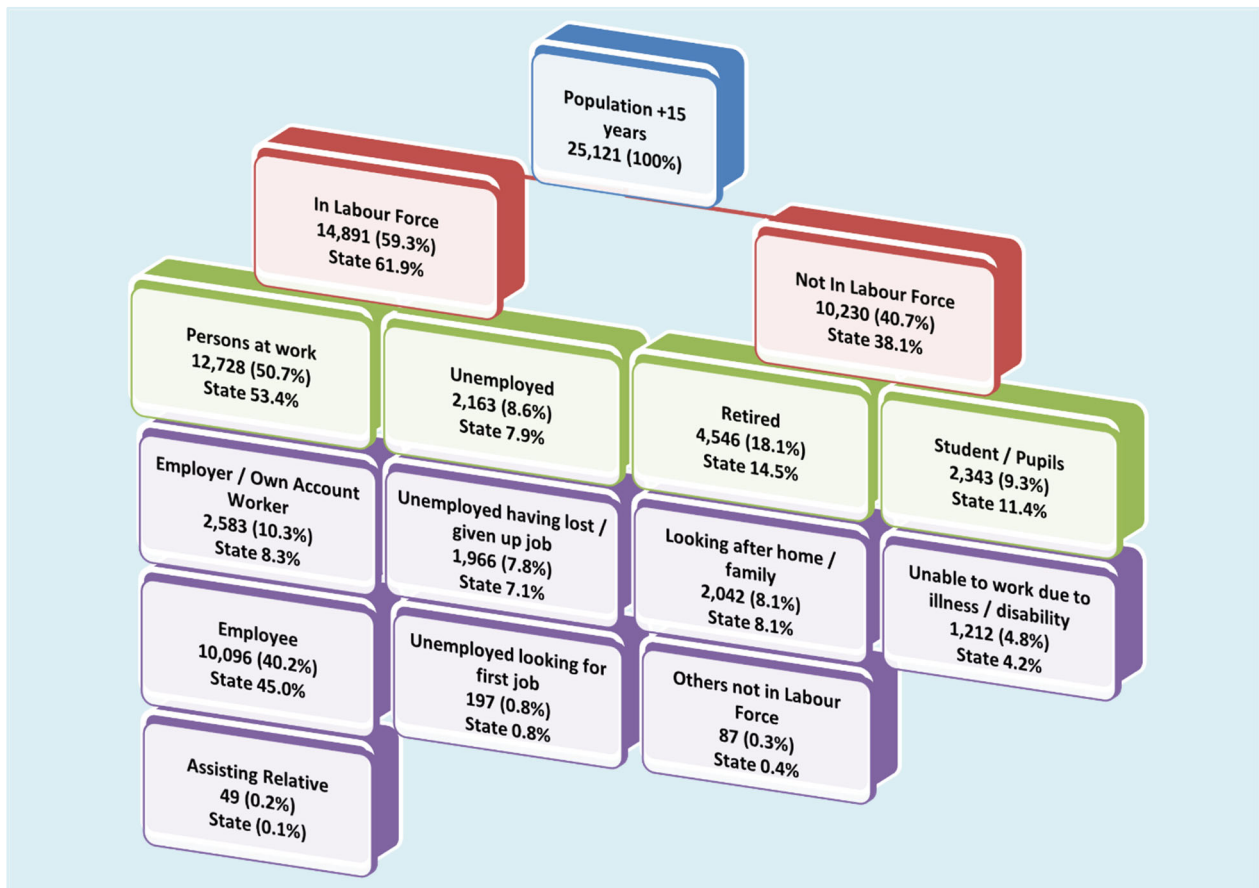 Population +15
years
25,121 (100%)
In Labour Force
14,891 (59.3%)
State 61.9%
Not In Labour Force
10,230 (40.7%)
State 38.1%
Persons at work
12,728 (50.7%)
State 53.4%
Unemployed
2,163 (8.6%)
State 7.9%
Retired
4,546 (18.1%)
State 14.5%
Student / Pupils
2,343 (9.3%)
State 11.4%
Employer / Own Account
Worker
2,583 (10.3%)
State 8.3%
Unemployed having lost /
given up job
1,966 (7.8%)
State 7.1%
Looking after home /
family
2,042 (8.1%)
State 8.1%
Unable to work due to
illness / disability
1,212 (4.8%)
State 4.2%
Employee
10,096 (40.2%)
State 45.0%
Unemployed looking for
first job
197 (0.8%)
State 0.8%
Others not in Labour
Force
87 (0.3%)
State 0.4%
Assisting Relative
49 (0.2%)
State (0.1%)